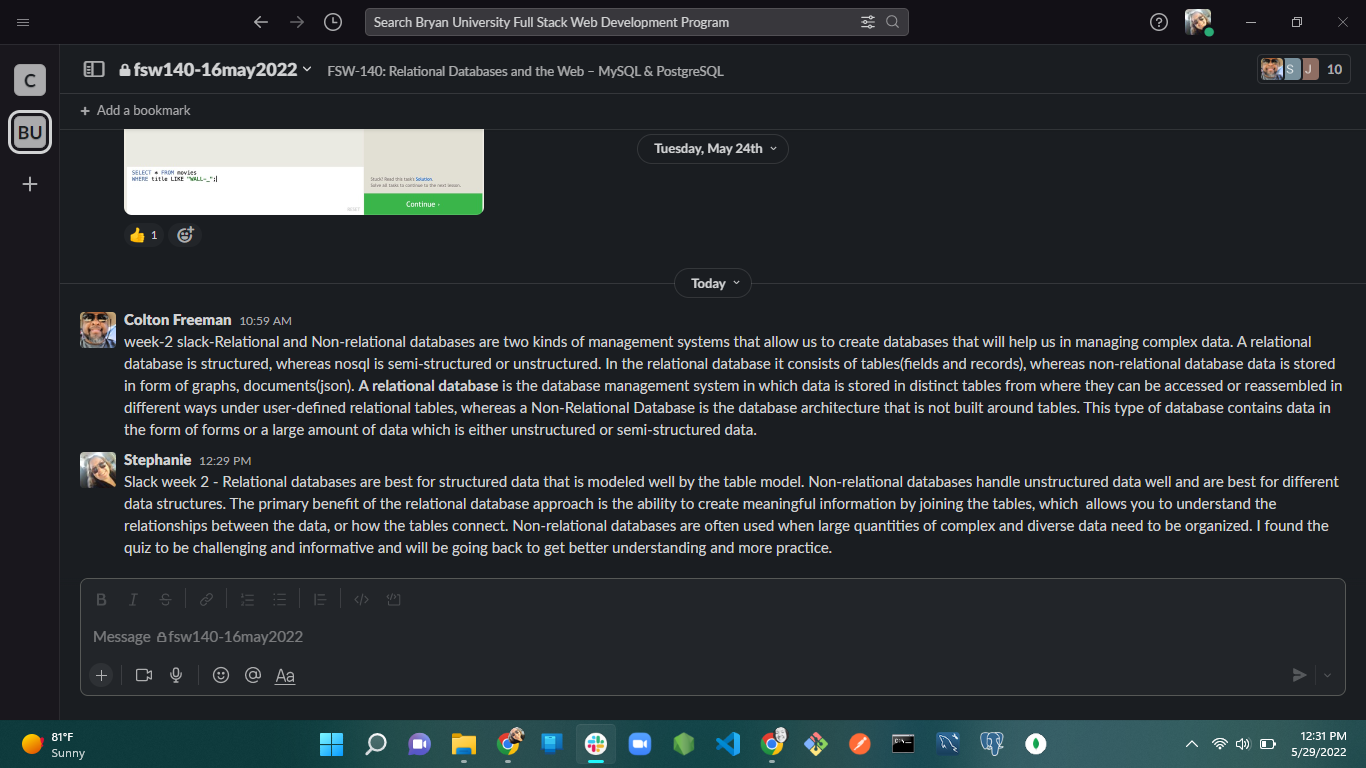 Search Bryan University Full Stack Web Development Program
C
fsw140-16may2022
FSW-140: Relational Databases and the Web – MySQL & PostgreSQL
S J 10
BU
+ Add a bookmark
Tuesday, May 24th
SELECT * FROM movies
WHERE title LIKE "WALL-_";
Stuck? Read this task's Solution.
Solve all tasks to continue to the next lesson.
RESET
Continue ›
1
Today
Colton Freeman 10:59 AM
week-2 slack-Relational and Non-relational databases are two kinds of management systems that allow us to create databases that will help us in managing complex data. A relational
database is structured, whereas nosql is semi-structured or unstructured. In the relational database it consists of tables(fields and records), whereas non-relational database data is stored
in form of graphs, documents(json). A relational database is the database management system in which data is stored in distinct tables from where they can be accessed or reassembled in
different ways under user-defined relational tables, whereas a Non-Relational Database is the database architecture that is not built around tables. This type of database contains data in
the form of forms or a large amount of data which is either unstructured or semi-structured data.
Stephanie 12:29 PM
Slack week 2 - Relational databases are best for structured data that is modeled well by the table model. Non-relational databases handle unstructured data well and are best for different
data structures. The primary benefit of the relational database approach is the ability to create meaningful information by joining the tables, which  allows you to understand the
relationships between the data, or how the tables connect. Non-relational databases are often used when large quantities of complex and diverse data need to be organized. I found the
quiz to be challenging and informative and will be going back to get better understanding and more practice.
B I S
Message fsw140-16may2022
Aa
81°F
Sunny
12:31 PM
5/29/2022